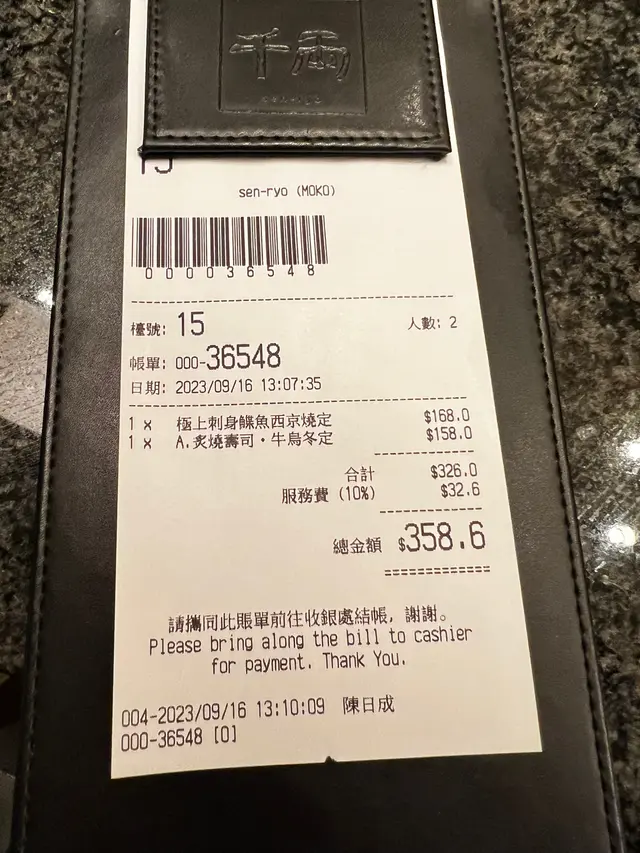 千両
sen-ryo
15
sen-ryo (MOKO)
00036548
檯號: 15 人數: 2
帳單: 000-36548
日期: 2023/09/16 13:07:35
1 x 極上刺身鰈魚西京燒定 $168.0
1 x A.炙燒壽司・牛烏冬定 $158.0
合計 $326.0
服務費 (10%) $32.6
總金額 $358.6
請攜同此賬單前往收銀處結帳, 謝謝。
Please bring along the bill to cashier
for payment. Thank You.
004-2023/09/16 13:10:09 陳日成
000-36548 [0]